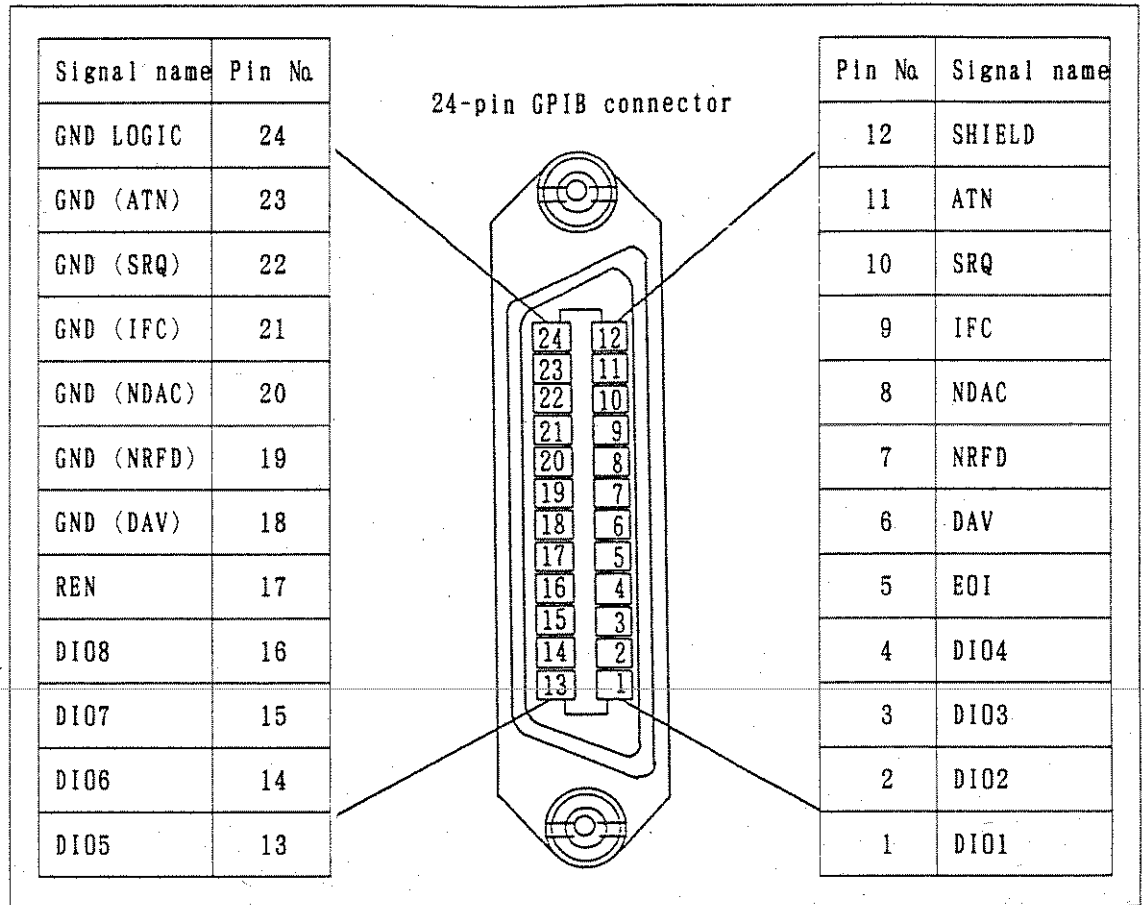 24-pin GPIB connector
Signal name Pin No.
GND LOGIC 24
GND (ATN) 23
GND (SRQ) 22
GND (IFC) 21
GND (NDAC) 20
GND (NRFD) 19
GND (DAV) 18
REN 17
DIO8 16
DIO7 15
DIO6 14
DIO5 13
24 12
23 11
22 10
21 9
20 8
19 7
18 6
17 5
16 4
15 3
14 2
13 1
Pin No. Signal name
12 SHIELD
11 ATN
10 SRQ
9 IFC
8 NDAC
7 NRFD
6 DAV
5 EOI
4 DIO4
3 DIO3
2 DIO2
1 DIO1